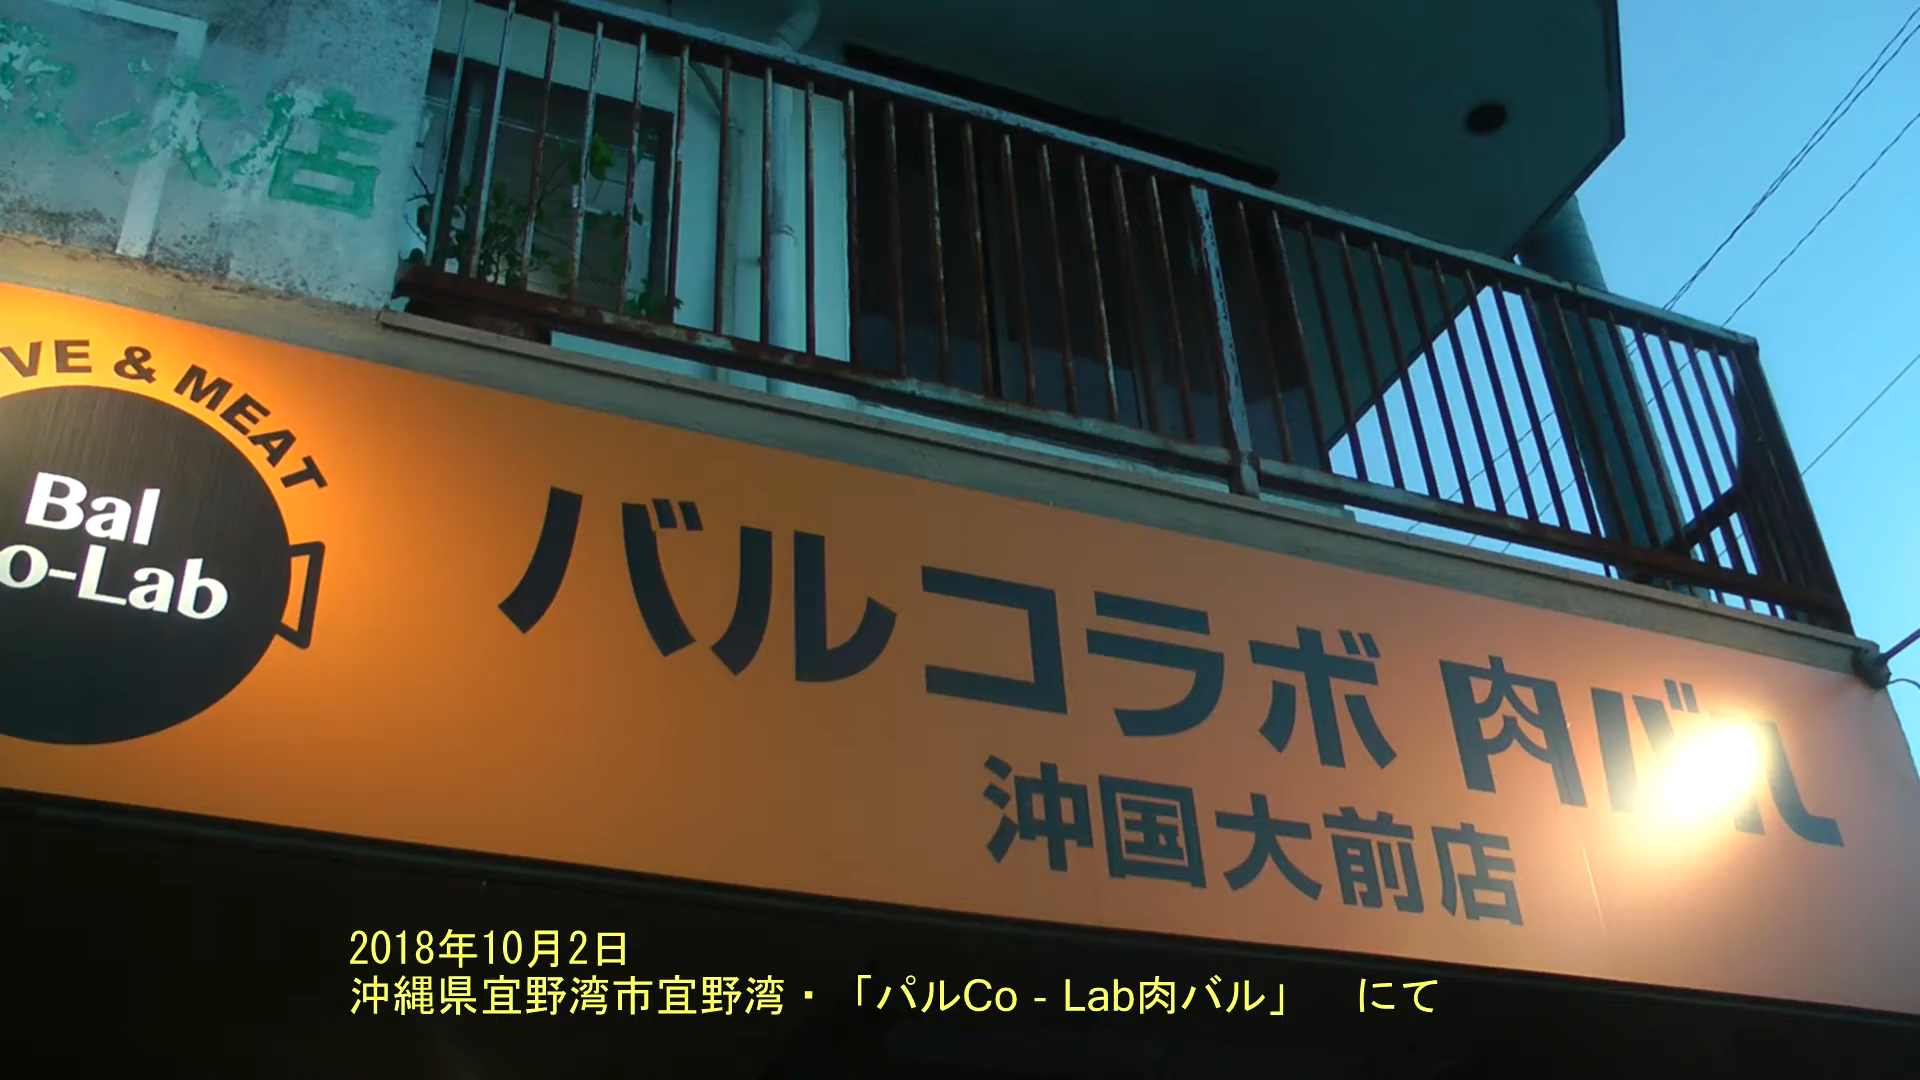 店
VE & MEAT
Bal
o-Lab
バルコラボ 肉バル
沖国大前店
2018年10月2日
沖縄県宜野湾市宜野湾・「パルCo - Lab肉バル」 にて